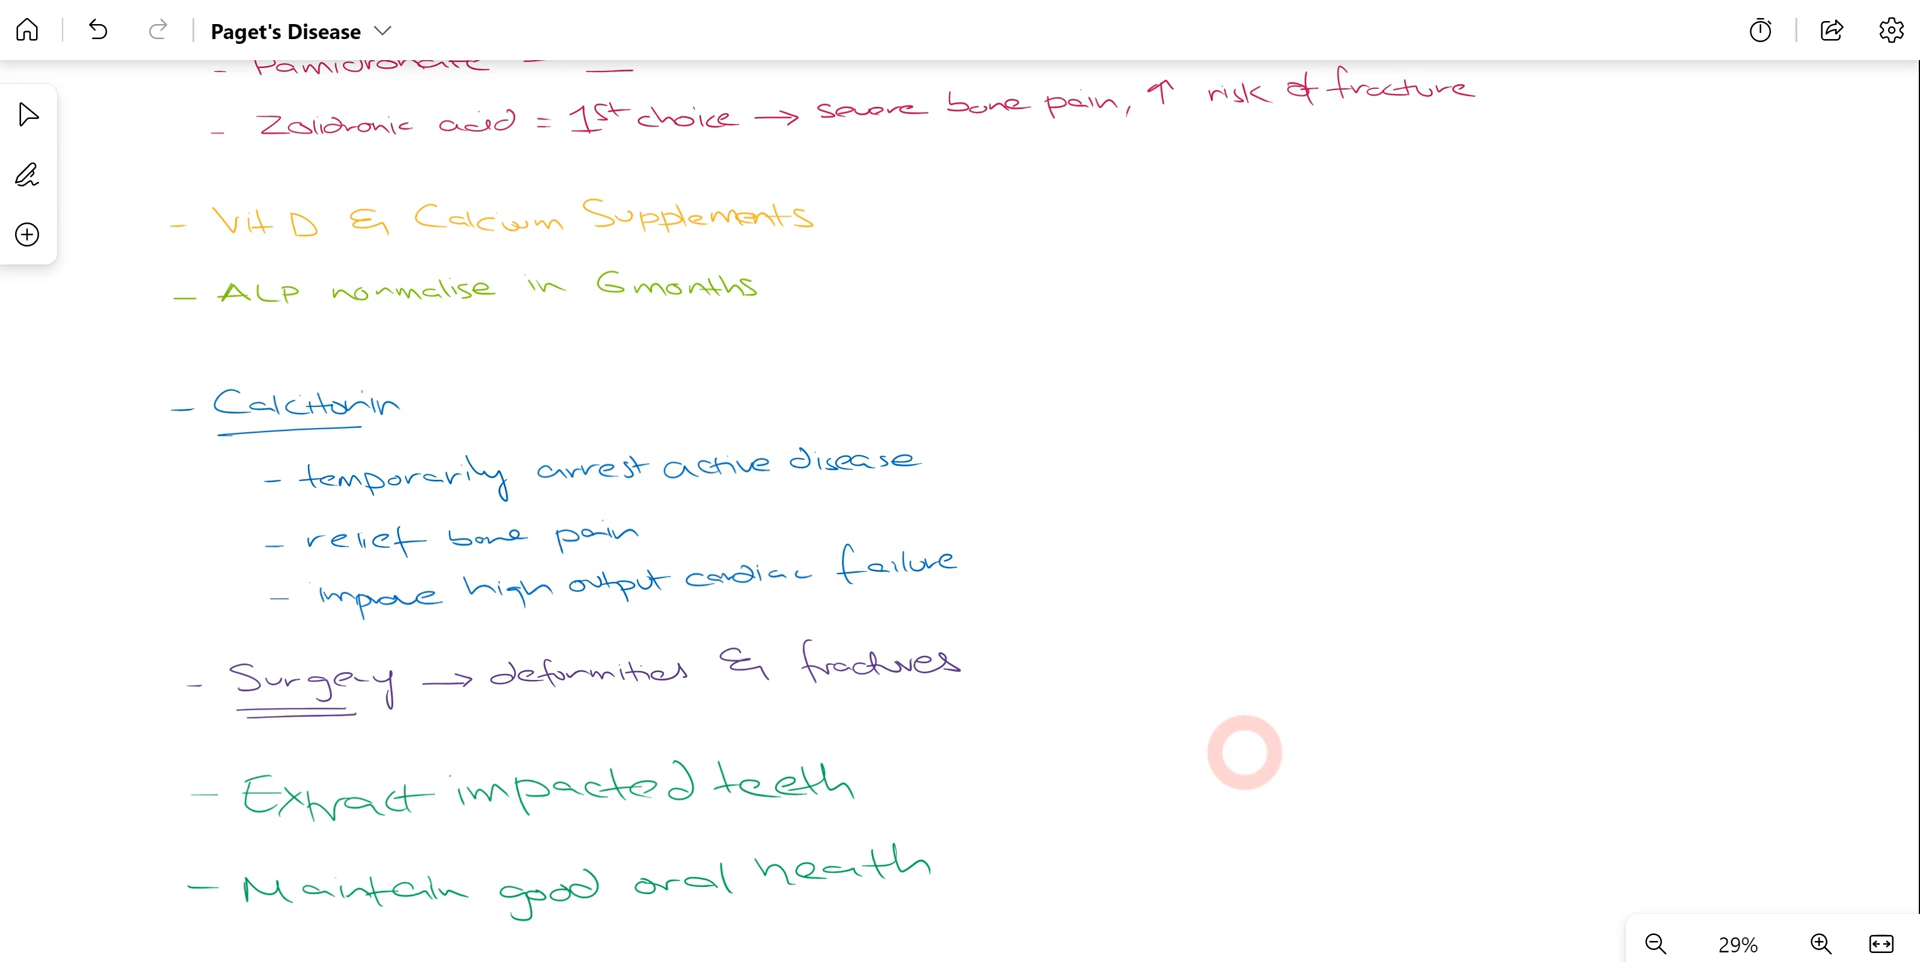 Paget's Disease
- Pamidronate -
- Zolidronic acid = 1st choice → severe bone pain, ↑ risk of fracture
- Vit D & Calcium Supplements
- ALP normalise in 6 months
- Calcitonin
- temporarily arrest active disease
- relief bone pain
- improve high output cardiac failure
- Surgery → deformities & fractures
- Extract impacted teeth
- Maintain good oral health
29%